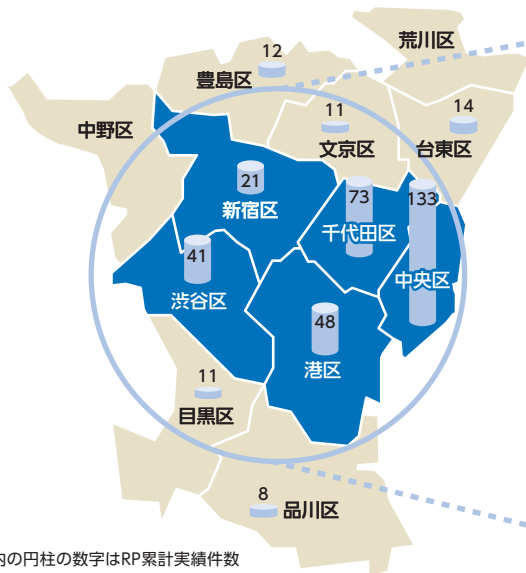 荒川区
12
豊島区
11
文京区
14
台東区
中野区
21
新宿区
73
千代田区
133
中央区
41
渋谷区
48
港区
11
目黒区
8
品川区
内の円柱の数字はRP累計実績件数